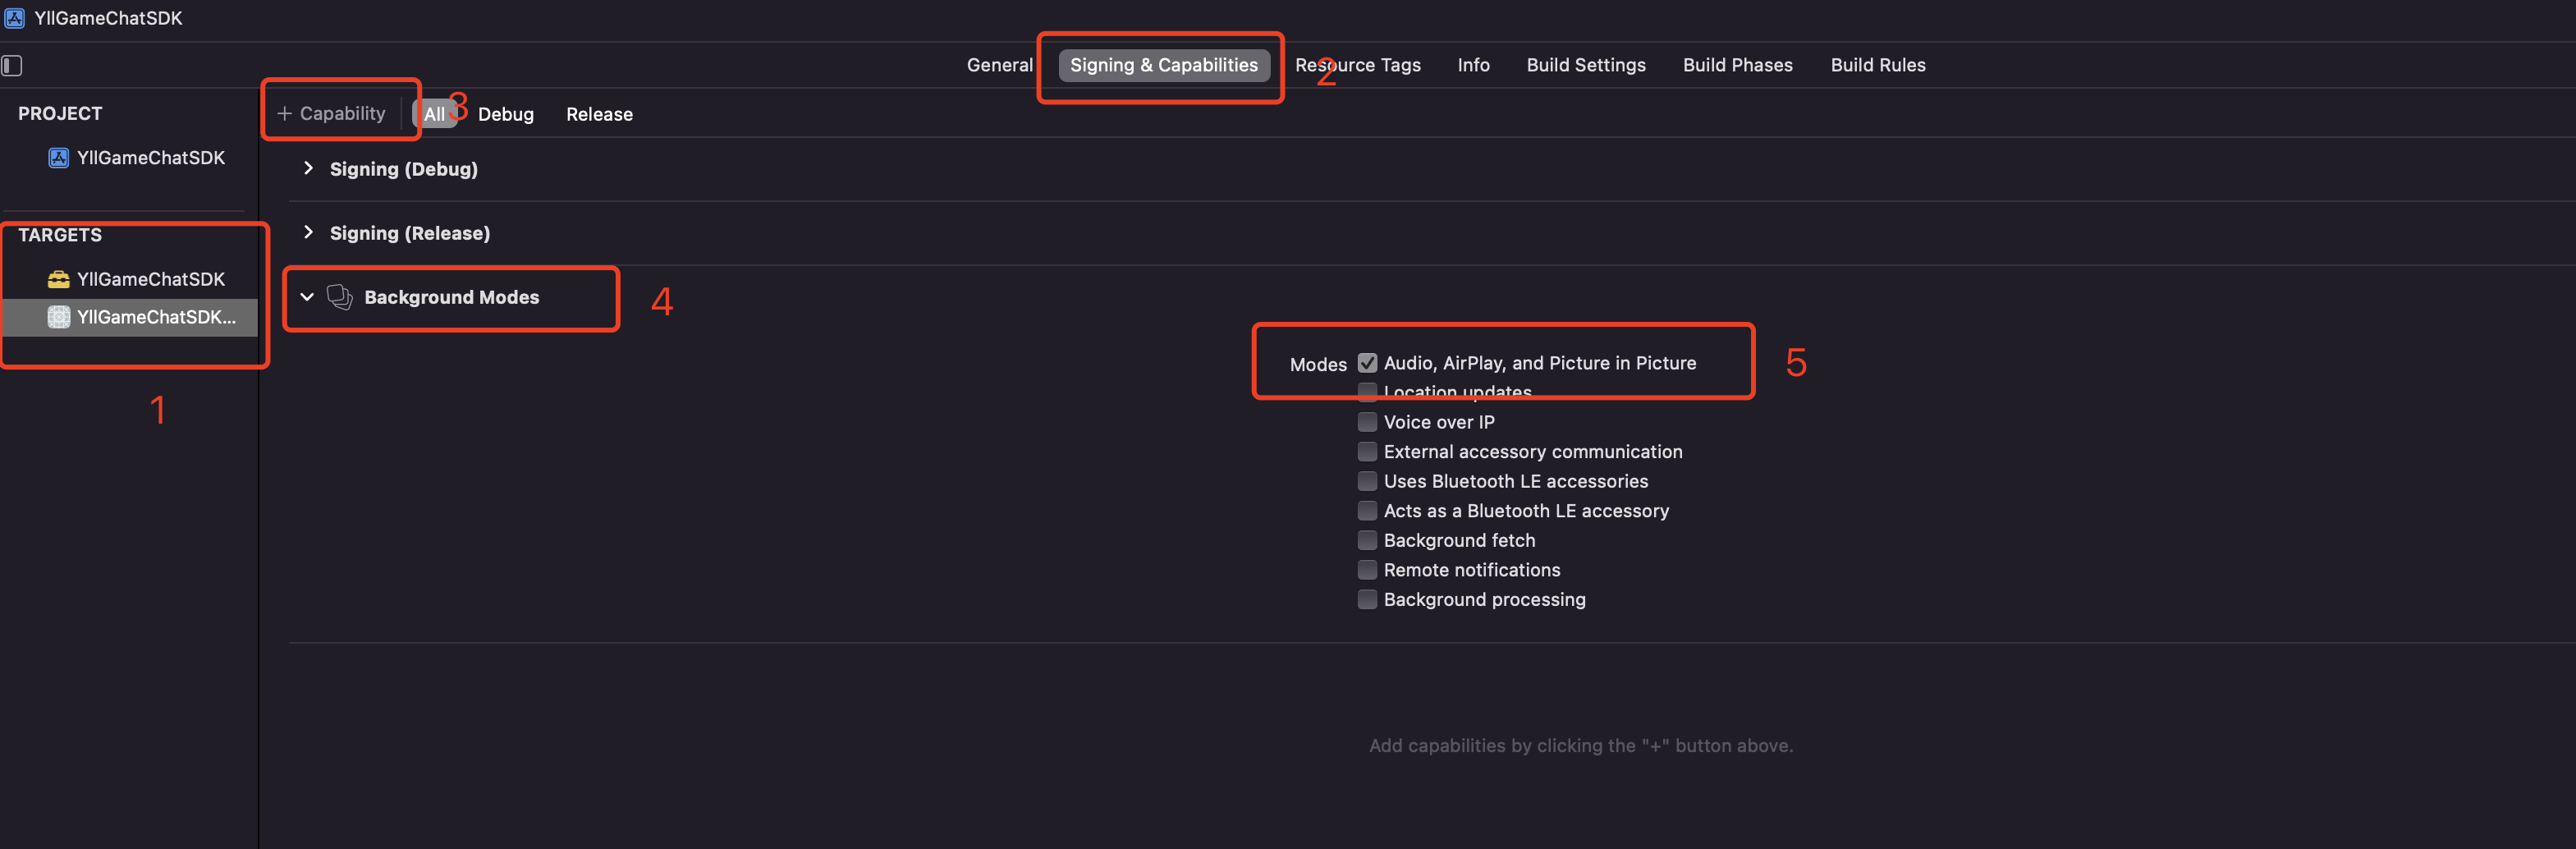 YllGameChatSDK
General
Signing & Capabilities
2
Resource Tags
Info
Build Settings
Build Phases
Build Rules
PROJECT
YllGameChatSDK
TARGETS
YllGameChatSDK
YllGameChatSDK...
1
+ Capability
3
All
Debug
Release
Signing (Debug)
Signing (Release)
Background Modes
4
Modes
Audio, AirPlay, and Picture in Picture
5
Location updates
Voice over IP
External accessory communication
Uses Bluetooth LE accessories
Acts as a Bluetooth LE accessory
Background fetch
Remote notifications
Background processing
Add capabilities by clicking the "+" button above.